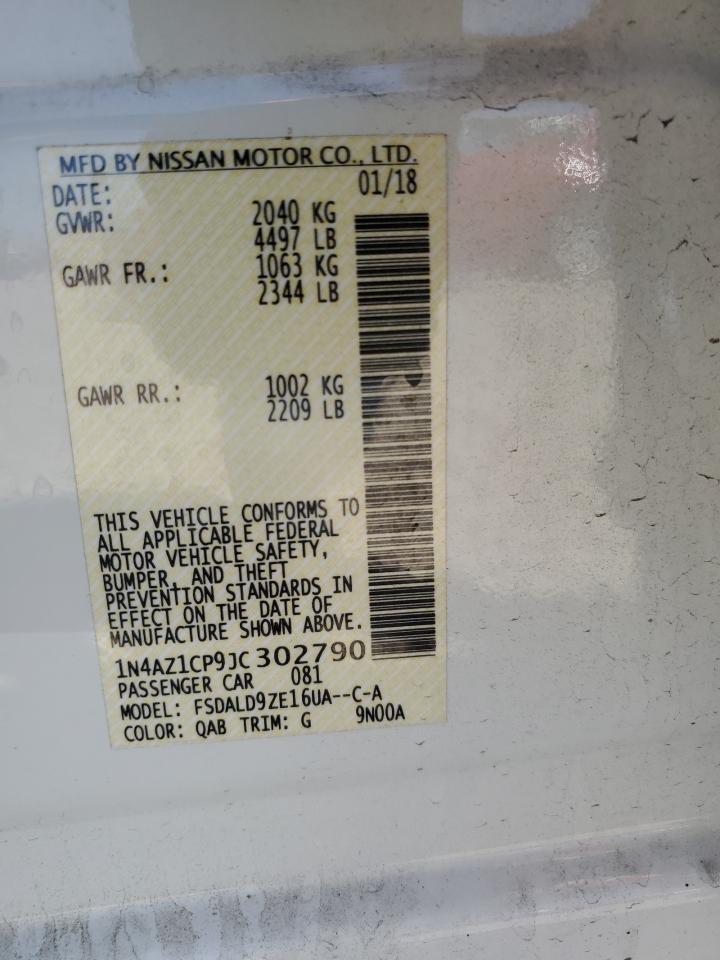 MFD BY NISSAN MOTOR CO., LTD.
DATE: 01/18
GVWR: 2040 KG
4497 LB
GAWR FR.: 1063 KG
2344 LB
GAWR RR.: 1002 KG
2209 LB
THIS VEHICLE CONFORMS TO
ALL APPLICABLE FEDERAL
MOTOR VEHICLE SAFETY,
BUMPER, AND THEFT
PREVENTION STANDARDS IN
EFFECT ON THE DATE OF
MANUFACTURE SHOWN ABOVE.
1N4AZ1CP9JC302790
PASSENGER CAR 081
MODEL: FSDALD9ZE16UA--C-A
COLOR: QAB TRIM: G 9N00A